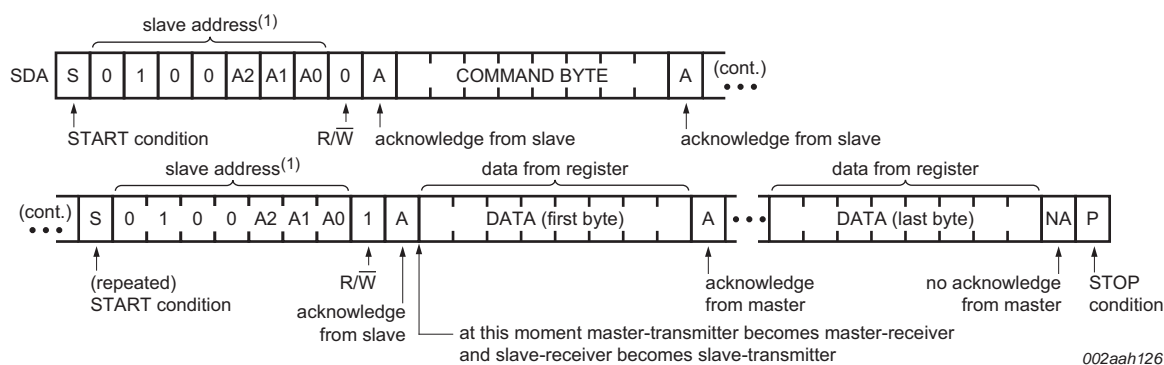 slave address(1)
SDA S 0 1 0 0 A2 A1 A0 0 A COMMAND BYTE A (cont.)
START condition R/W̅ acknowledge from slave acknowledge from slave
slave address(1) data from register data from register
(cont.) S 0 1 0 0 A2 A1 A0 1 A DATA (first byte) A DATA (last byte) NA P
(repeated)
START condition
R/W̅
acknowledge
from slave
acknowledge
from master
no acknowledge
from master
STOP
condition
at this moment master-transmitter becomes master-receiver
and slave-receiver becomes slave-transmitter
002aah126